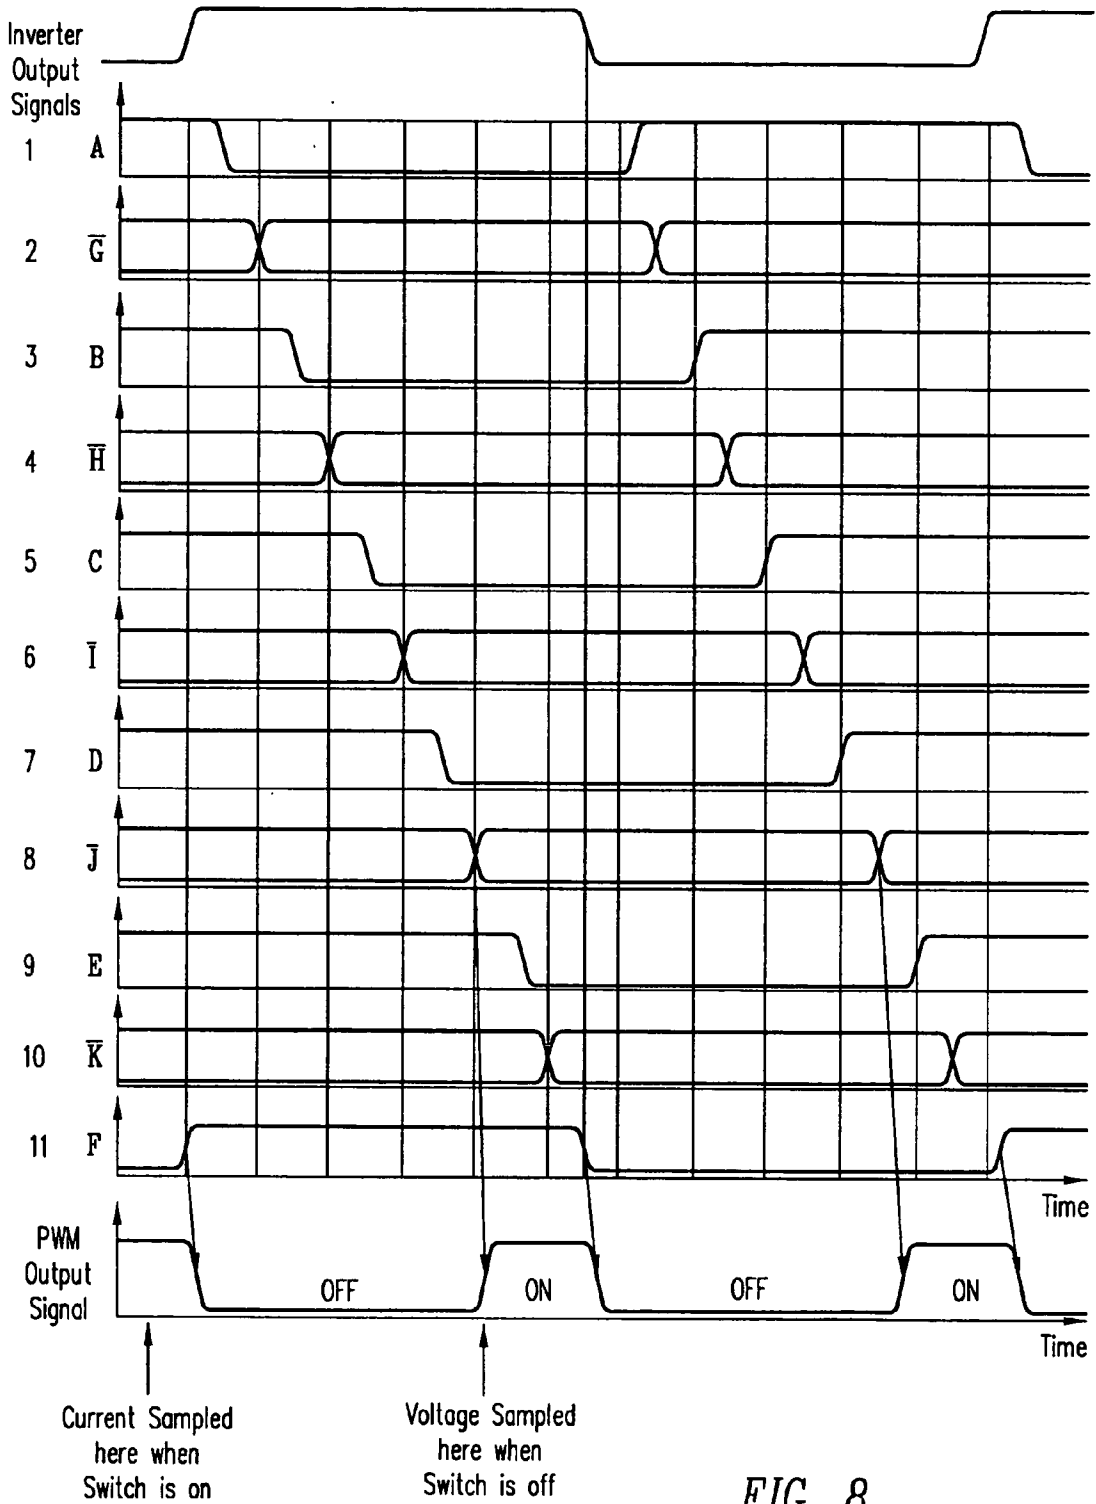 Inverter
Output
Signals
1 A
2 G̅
3 B
4 H̅
5 C
6 I̅
7 D
8 J̅
9 E
10 K̅
11 F
Time
PWM
Output
Signal
OFF ON OFF ON
Time
Current Sampled
here when
Switch is on
Voltage Sampled
here when
Switch is off
FIG. 8